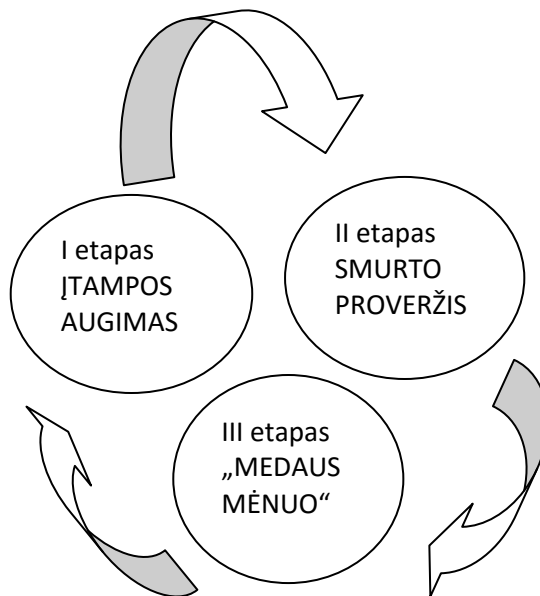 I etapas
ĮTAMPOS
AUGIMAS
II etapas
SMURTO
PROVERŽIS
III etapas
„MEDAUS
MĖNUO“